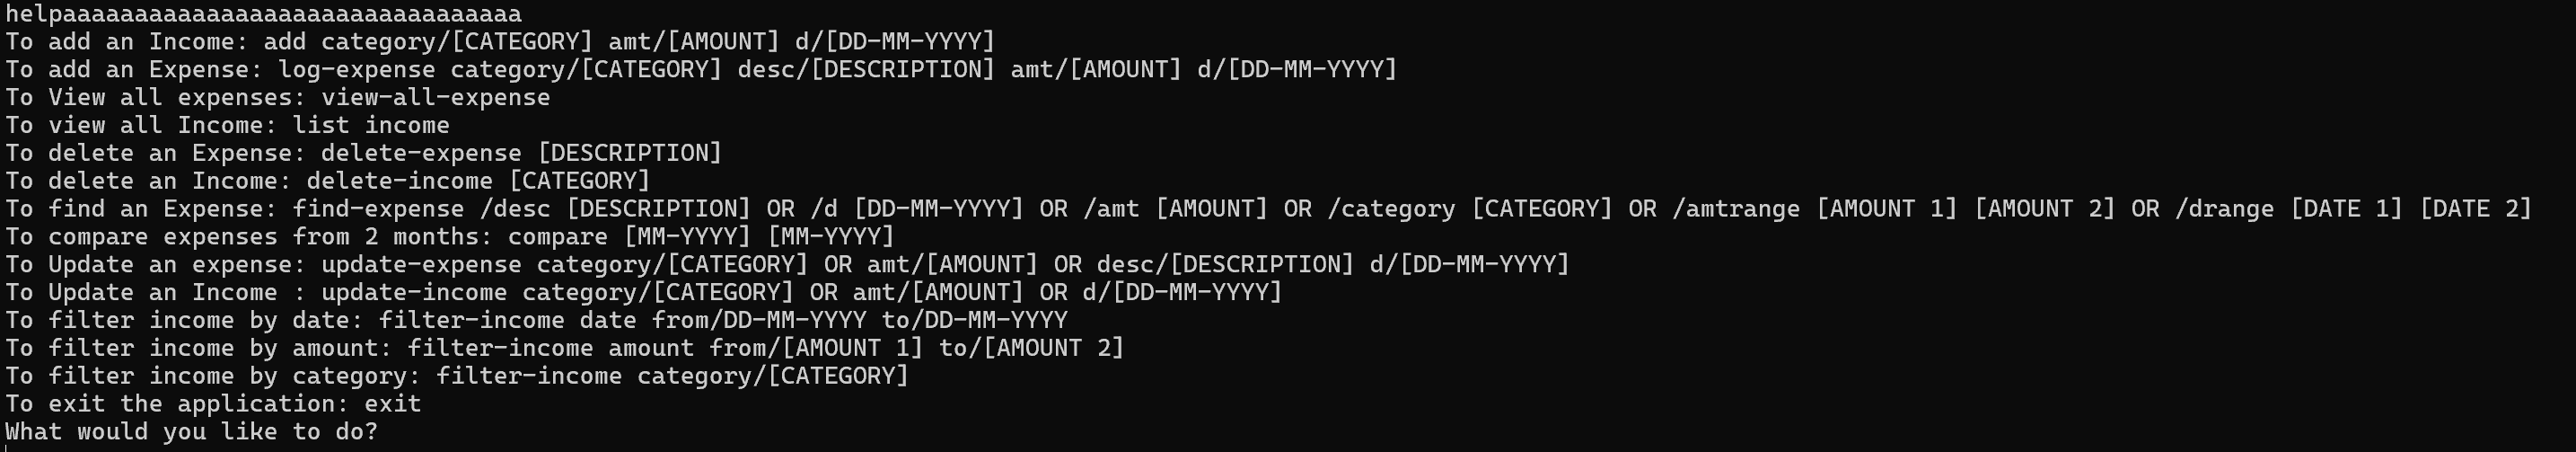 helpaaaaaaaaaaaaaaaaaaaaaaaaaaaaaaaa
To add an Income: add category/[CATEGORY] amt/[AMOUNT] d/[DD-MM-YYYY]
To add an Expense: log-expense category/[CATEGORY] desc/[DESCRIPTION] amt/[AMOUNT] d/[DD-MM-YYYY]
To View all expenses: view-all-expense
To view all Income: list income
To delete an Expense: delete-expense [DESCRIPTION]
To delete an Income: delete-income [CATEGORY]
To find an Expense: find-expense /desc [DESCRIPTION] OR /d [DD-MM-YYYY] OR /amt [AMOUNT] OR /category [CATEGORY] OR /amtrange [AMOUNT 1] [AMOUNT 2] OR /drange [DATE 1] [DATE 2]
To compare expenses from 2 months: compare [MM-YYYY] [MM-YYYY]
To Update an expense: update-expense category/[CATEGORY] OR amt/[AMOUNT] OR desc/[DESCRIPTION] d/[DD-MM-YYYY]
To Update an Income : update-income category/[CATEGORY] OR amt/[AMOUNT] OR d/[DD-MM-YYYY]
To filter income by date: filter-income date from/DD-MM-YYYY to/DD-MM-YYYY
To filter income by amount: filter-income amount from/[AMOUNT 1] to/[AMOUNT 2]
To filter income by category: filter-income category/[CATEGORY]
To exit the application: exit
What would you like to do?